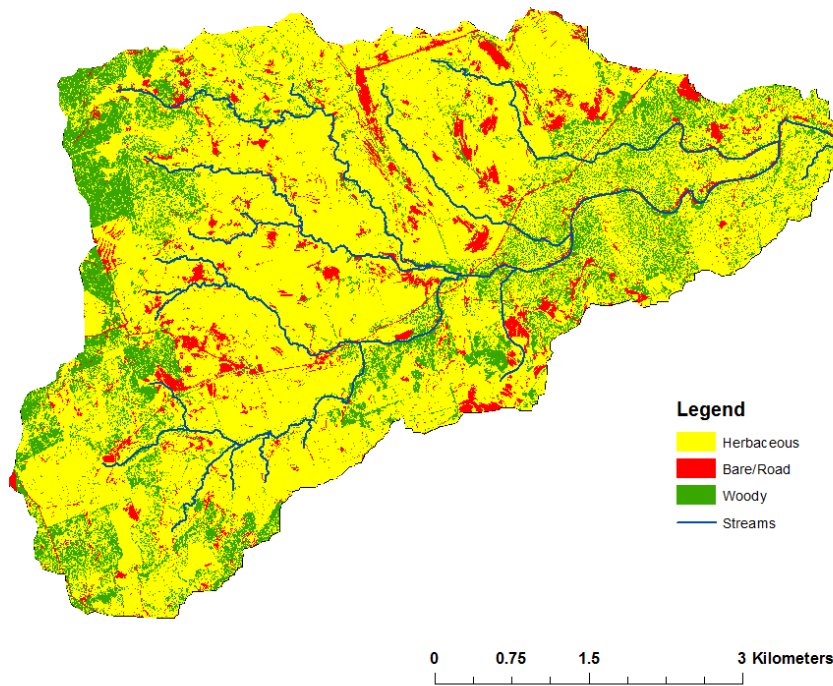 Legend
Herbaceous
Bare/Road
Woody
Streams
0 0.75 1.5 3 Kilometers